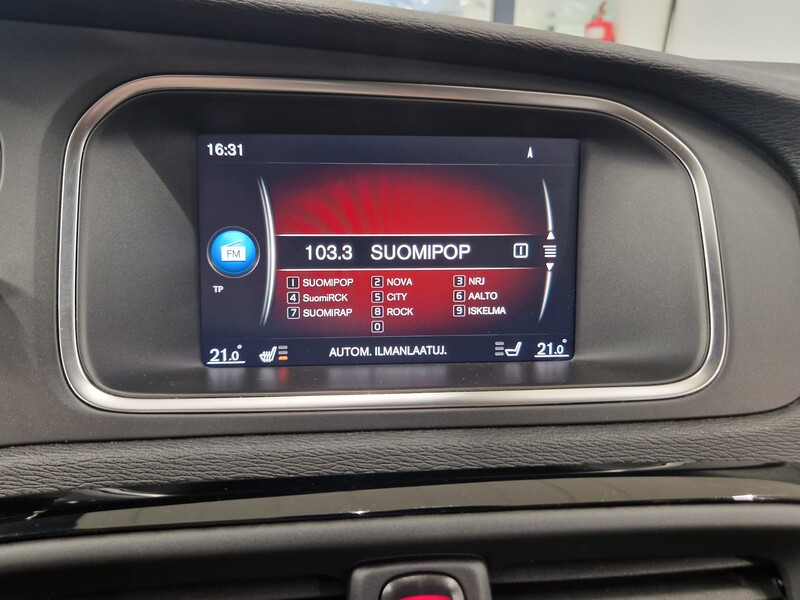 16:31
FM
103.3 SUOMIPOP 1
TP
1 SUOMIPOP 2 NOVA 3 NRJ
4 SuomiRCK 5 CITY 6 AALTO
7 SUOMIRAP 8 ROCK 9 ISKELMA
0
21.0° AUTOM. ILMANLAATUJ. 21.0°